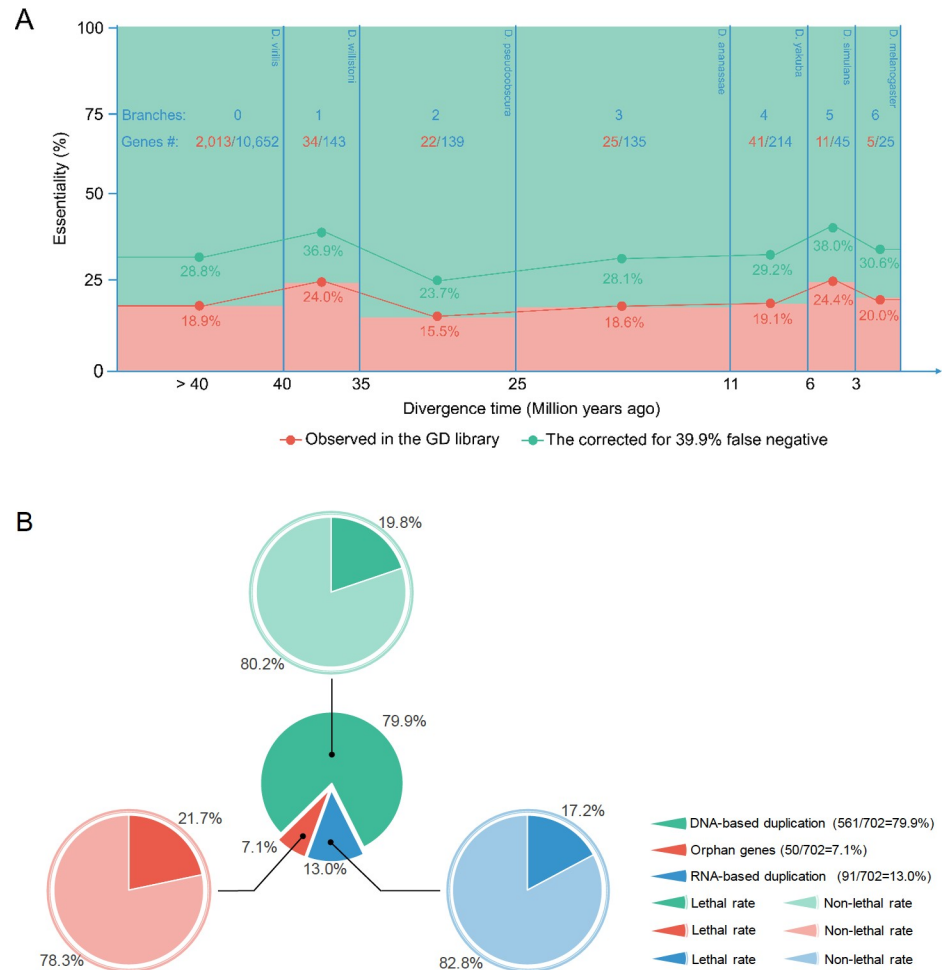 A
Essentiality (%)
100
75
50
25
0
D. virilis
D. willistoni
D. pseudoobscura
D. ananassae
D. yakuba
D. simulans
D. melanogaster
Branches: 0 1 2 3 4 5 6
Genes #: 2,013/10,652 34/143 22/139 25/135 41/214 11/45 5/25
28.8% 36.9% 23.7% 28.1% 29.2% 38.0% 30.6%
18.9% 24.0% 15.5% 18.6% 19.1% 24.4% 20.0%
> 40 40 35 25 11 6 3
Divergence time (Million years ago)
Observed in the GD library The corrected for 39.9% false negative
B
19.8%
80.2%
79.9%
7.1%
13.0%
21.7%
78.3%
17.2%
82.8%
DNA-based duplication (561/702=79.9%)
Orphan genes (50/702=7.1%)
RNA-based duplication (91/702=13.0%)
Lethal rate Non-lethal rate
Lethal rate Non-lethal rate
Lethal rate Non-lethal rate